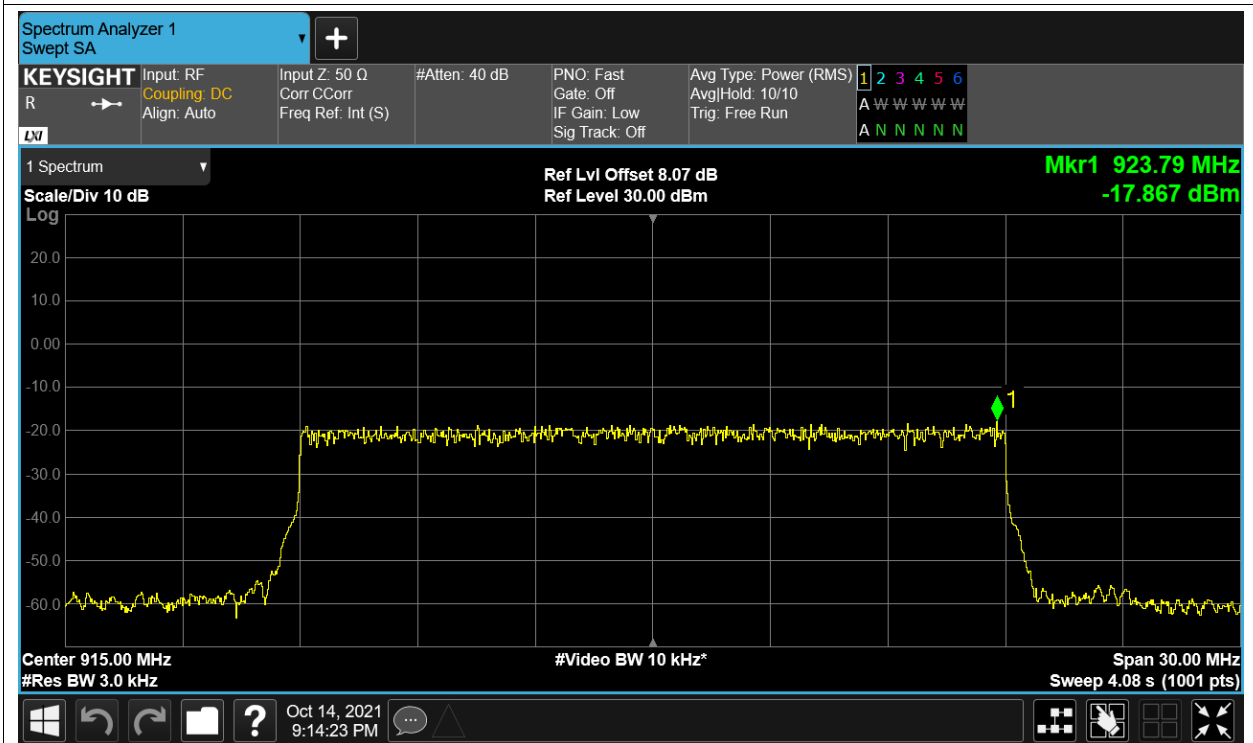 Spectrum Analyzer 1
Swept SA
▼
+
KEYSIGHT
R
LXI
Input: RF
Coupling: DC
Align: Auto
Input Z: 50 Ω
Corr CCorr
Freq Ref: Int (S)
#Atten: 40 dB
PNO: Fast
Gate: Off
IF Gain: Low
Sig Track: Off
Avg Type: Power (RMS)
Avg|Hold: 10/10
Trig: Free Run
1 2 3 4 5 6
A W W W W W
A N N N N N
1 Spectrum ▼
Scale/Div 10 dB
Ref Lvl Offset 8.07 dB
Ref Level 30.00 dBm
Mkr1 923.79 MHz
-17.867 dBm
Log
20.0
10.0
0.00
-10.0
-20.0
-30.0
-40.0
-50.0
-60.0
1
Center 915.00 MHz
#Res BW 3.0 kHz
#Video BW 10 kHz*
Span 30.00 MHz
Sweep 4.08 s (1001 pts)
?
Oct 14, 2021
9:14:23 PM